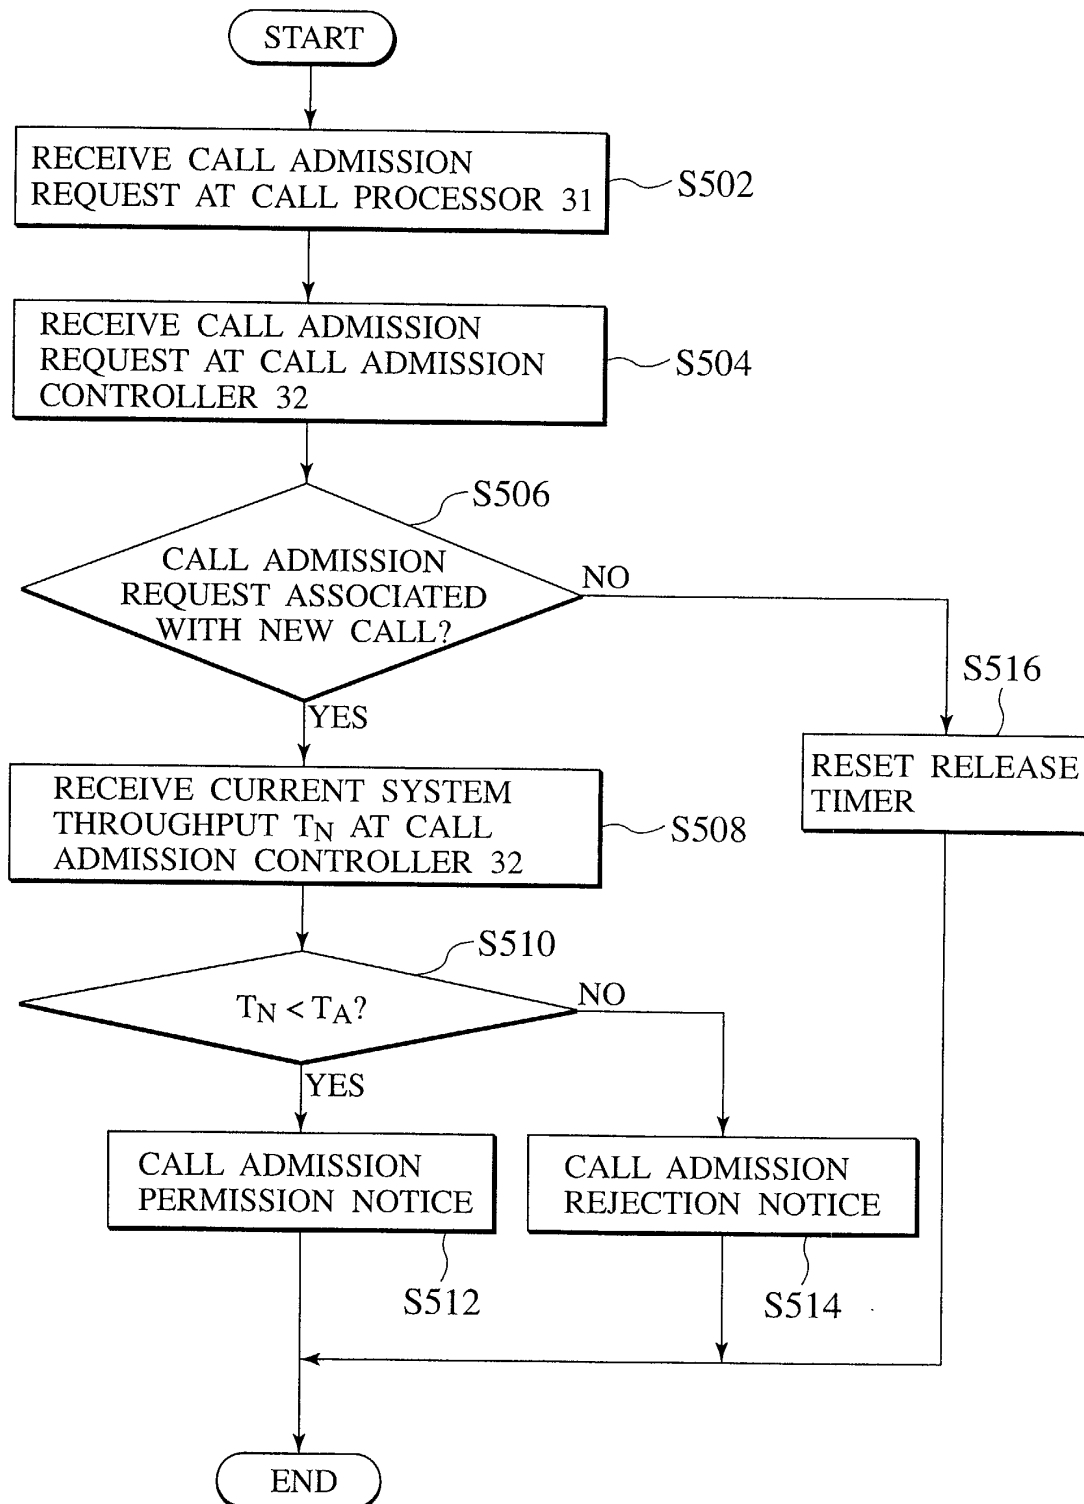 START
RECEIVE CALL ADMISSION
REQUEST AT CALL PROCESSOR 31
S502
RECEIVE CALL ADMISSION
REQUEST AT CALL ADMISSION
CONTROLLER 32
S504
S506
CALL ADMISSION
REQUEST ASSOCIATED
WITH NEW CALL?
NO
YES
S516
RESET RELEASE
TIMER
RECEIVE CURRENT SYSTEM
THROUGHPUT TN AT CALL
ADMISSION CONTROLLER 32
S508
S510
TN < TA?
NO
YES
CALL ADMISSION
PERMISSION NOTICE
S512
CALL ADMISSION
REJECTION NOTICE
S514
END